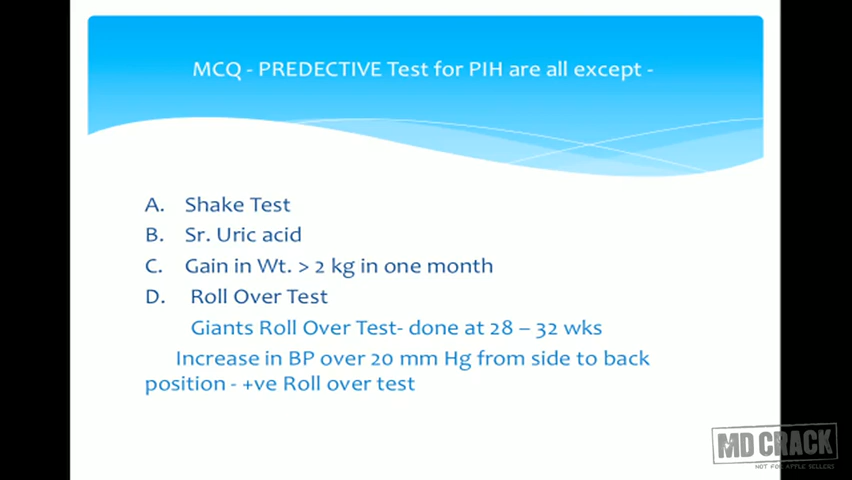 MCQ - PREDECTIVE Test for PIH are all except -
A. Shake Test
B. Sr. Uric acid
C. Gain in Wt. > 2 kg in one month
D. Roll Over Test
Giants Roll Over Test- done at 28 – 32 wks
Increase in BP over 20 mm Hg from side to back
position - +ve Roll over test
MD CRACK
NOT FOR APPLE SELLERS